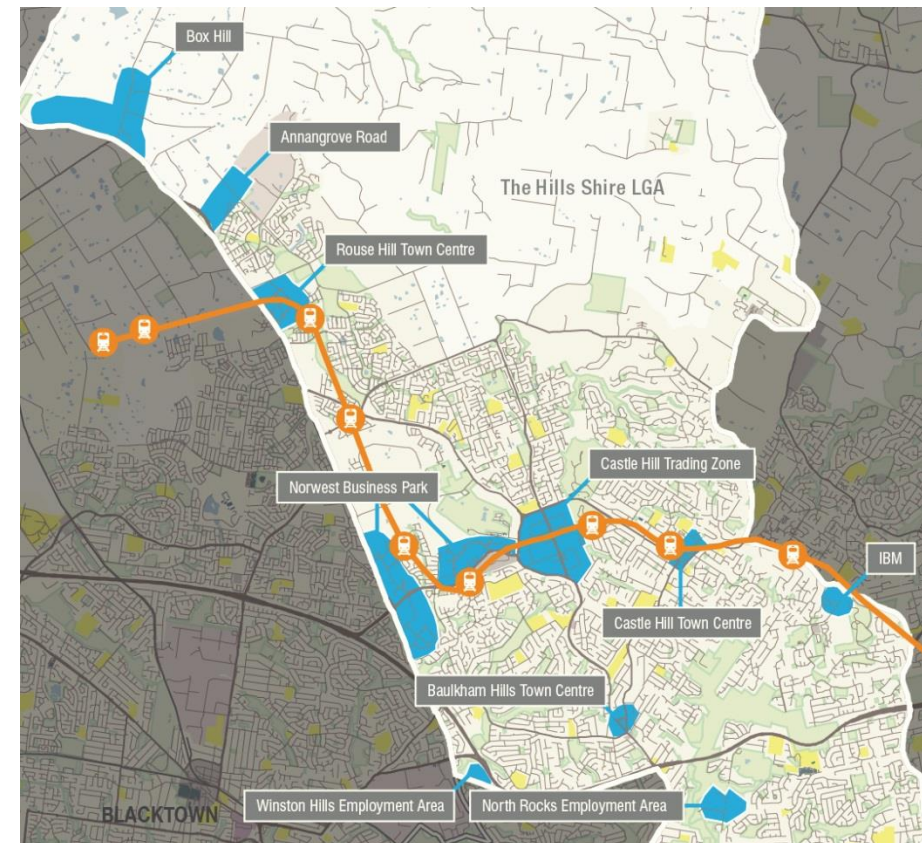 Box Hill
Annangrove Road
The Hills Shire LGA
Rouse Hill Town Centre
Castle Hill Trading Zone
Norwest Business Park
IBM
Castle Hill Town Centre
Baulkham Hills Town Centre
Winston Hills Employment Area
North Rocks Employment Area
BLACKTOWN